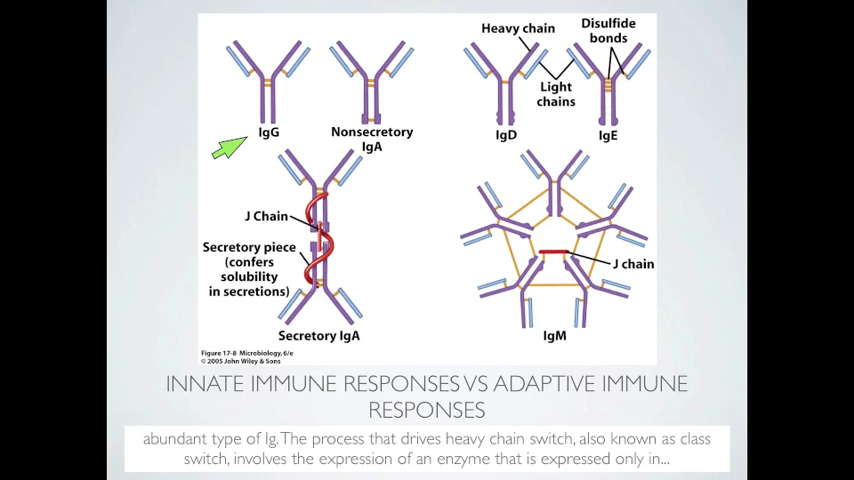 Heavy chain
Disulfide
bonds
Light
chains
IgG
Nonsecretory
IgA
IgD
IgE
J Chain
Secretory piece
(confers
solubility
in secretions)
J chain
Secretory IgA
IgM
Figure 17-8 Microbiology, 6/e
© 2005 John Wiley & Sons
INNATE IMMUNE RESPONSES VS ADAPTIVE IMMUNE
RESPONSES
abundant type of Ig. The process that drives heavy chain switch, also known as class
switch, involves the expression of an enzyme that is expressed only in...